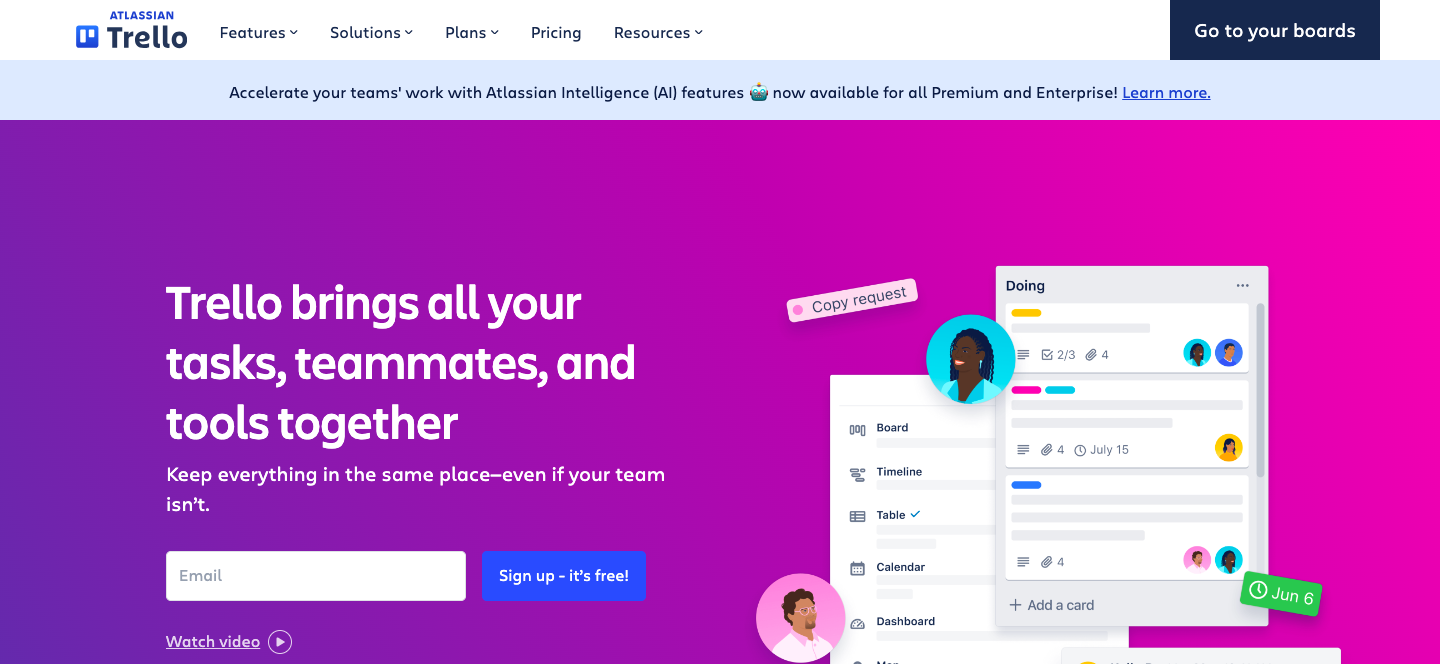 ATLASSIAN
Trello
Features
Solutions
Plans
Pricing
Resources
Go to your boards
Accelerate your teams' work with Atlassian Intelligence (AI) features 🤖 now available for all Premium and Enterprise! Learn more.
Trello brings all your
tasks, teammates, and
tools together
Keep everything in the same place—even if your team
isn’t.
Email
Sign up - it’s free!
Watch video
Copy request
Doing
2/3 4
4 July 15
4
Add a card
Jun 6
Board
Timeline
Table
Calendar
Dashboard